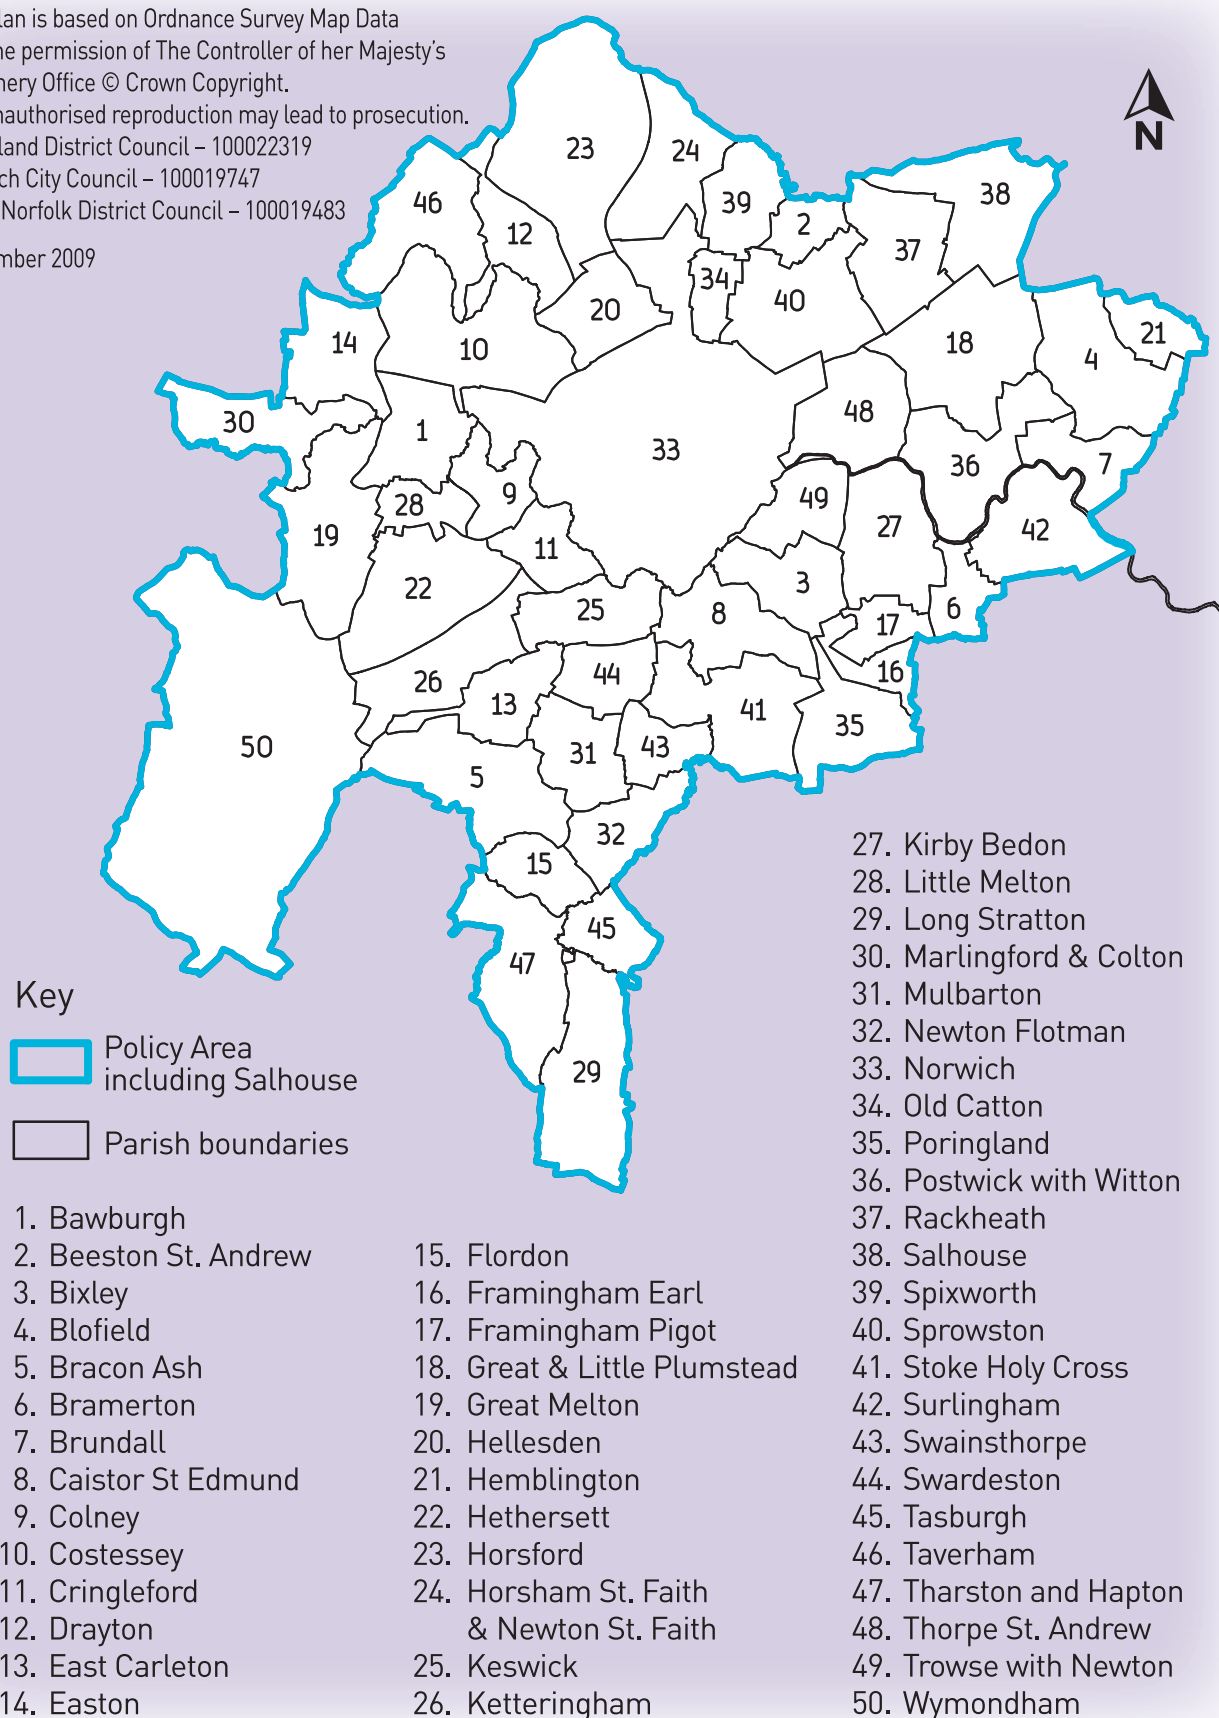 lan is based on Ordnance Survey Map Data
he permission of The Controller of her Majesty's
nery Office © Crown Copyright.
nauthorised reproduction may lead to prosecution.
land District Council – 100022319
ch City Council – 100019747
Norfolk District Council – 100019483
mber 2009
N
23
24
38
46
39
12
2
37
34
20
40
14
10
18
21
4
30
1
48
33
36
7
9
28
49
27
42
19
11
22
3
25
8
6
17
44
16
26
13
41
35
50
31
43
5
32
15
45
47
29
Key
Policy Area
including Salhouse
Parish boundaries
1. Bawburgh
2. Beeston St. Andrew
3. Bixley
4. Blofield
5. Bracon Ash
6. Bramerton
7. Brundall
8. Caistor St Edmund
9. Colney
10. Costessey
11. Cringleford
12. Drayton
13. East Carleton
14. Easton
15. Flordon
16. Framingham Earl
17. Framingham Pigot
18. Great & Little Plumstead
19. Great Melton
20. Hellesden
21. Hemblington
22. Hethersett
23. Horsford
24. Horsham St. Faith
& Newton St. Faith
25. Keswick
26. Ketteringham
27. Kirby Bedon
28. Little Melton
29. Long Stratton
30. Marlingford & Colton
31. Mulbarton
32. Newton Flotman
33. Norwich
34. Old Catton
35. Poringland
36. Postwick with Witton
37. Rackheath
38. Salhouse
39. Spixworth
40. Sprowston
41. Stoke Holy Cross
42. Surlingham
43. Swainsthorpe
44. Swardeston
45. Tasburgh
46. Taverham
47. Tharston and Hapton
48. Thorpe St. Andrew
49. Trowse with Newton
50. Wymondham